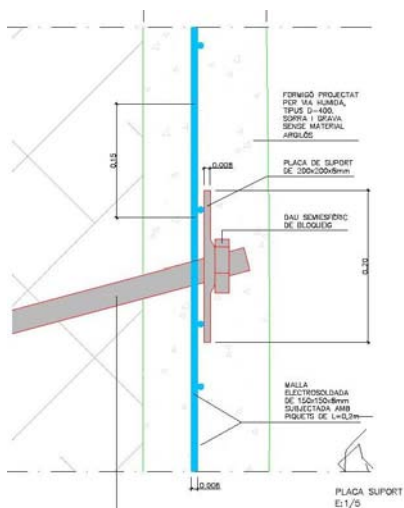 FORMIGÓ PROJECTAT
PER VIA HUMIDA,
TIPUS D-400.
SORRA I GRAVA
SENSE MATERIAL
ARGILÓS
0.008
PLACA DE SUPORT
DE 200x200x8mm
0.15
DAU SEMIESFÈRIC
DE BLOQUEIG
0.20
MALLA
ELECTROSOLDADA
DE 150x150x8mm
SUBJECTADA AMB
PIQUETS DE L=0,2m
0.008
PLACA SUPORT
E:1/5